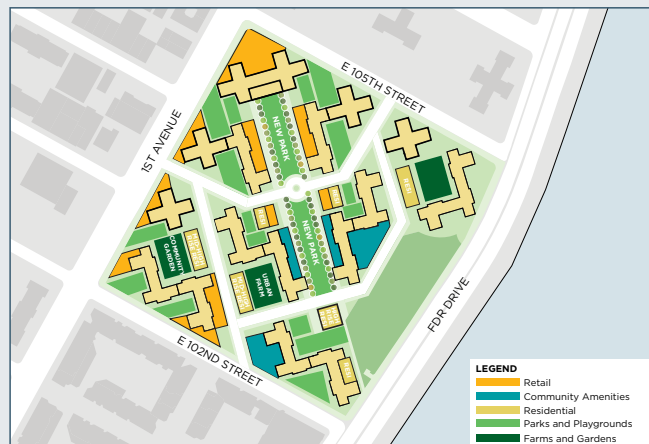 E 105TH STREET
1ST AVENUE
NEW PARK
NEW PARK
COMMUNITY
GARDEN
URBAN
FARM
E 102ND STREET
FDR DRIVE
LEGEND
Retail
Community Amenities
Residential
Parks and Playgrounds
Farms and Gardens